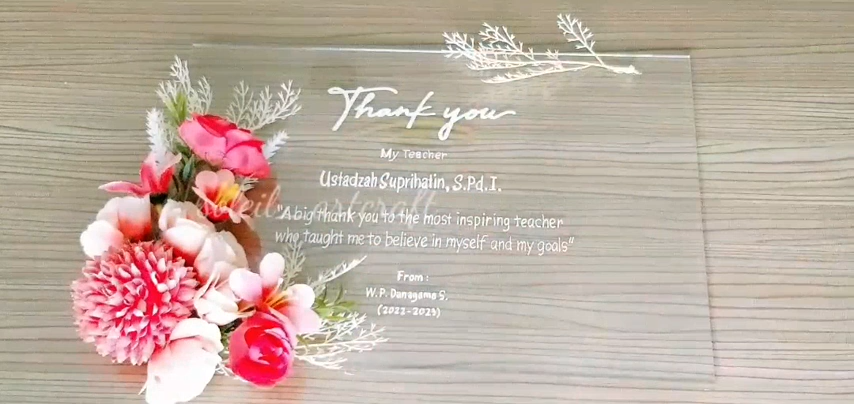 Thank you
My Teacher
Ustadzah Suprihatin, S.Pd.I.
"A big thank you to the most inspiring teacher
who taught me to believe in myself and my goals"
From:
W.P. Danagama S.
(2022-2023)
artcraft